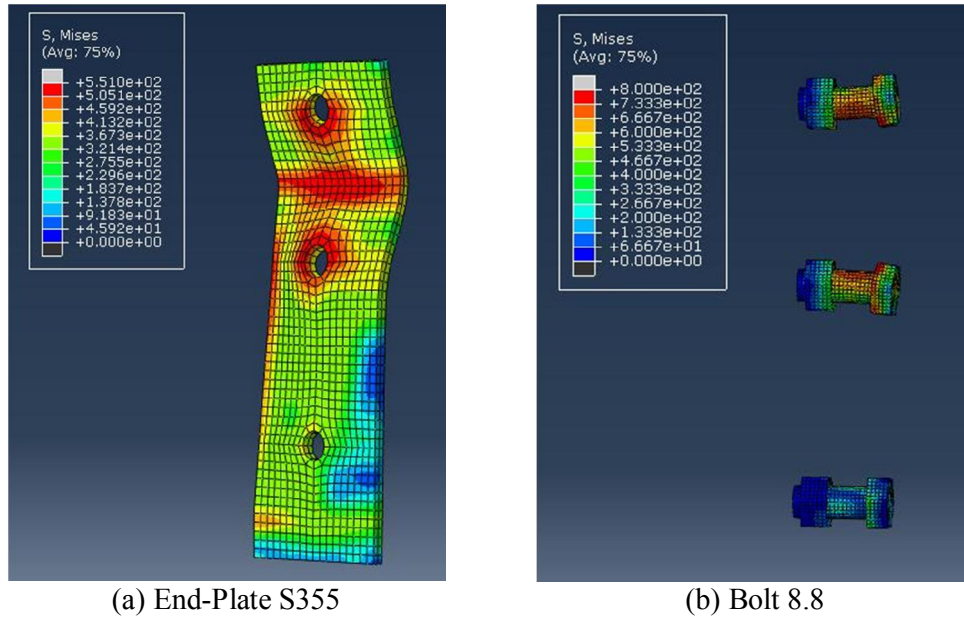 S, Mises
(Avg: 75%)
+5.510e+02
+5.051e+02
+4.592e+02
+4.132e+02
+3.673e+02
+3.214e+02
+2.755e+02
+2.296e+02
+1.837e+02
+1.378e+02
+9.183e+01
+4.592e+01
+0.000e+00
S, Mises
(Avg: 75%)
+8.000e+02
+7.333e+02
+6.667e+02
+6.000e+02
+5.333e+02
+4.667e+02
+4.000e+02
+3.333e+02
+2.667e+02
+2.000e+02
+1.333e+02
+6.667e+01
+0.000e+00
(a) End-Plate S355
(b) Bolt 8.8